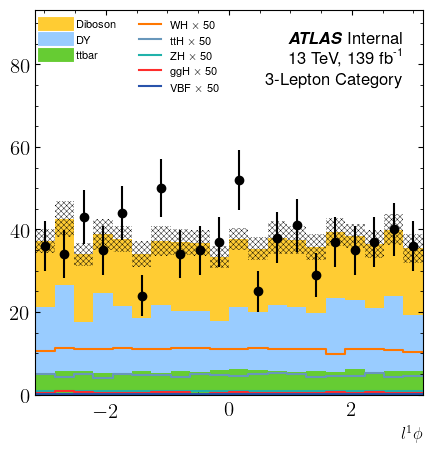 Diboson
DY
ttbar
WH × 50
ttH × 50
ZH × 50
ggH × 50
VBF × 50
ATLAS Internal
13 TeV, 139 fb⁻¹
3-Lepton Category
80
60
40
20
0
−2 0 2
l¹ϕ